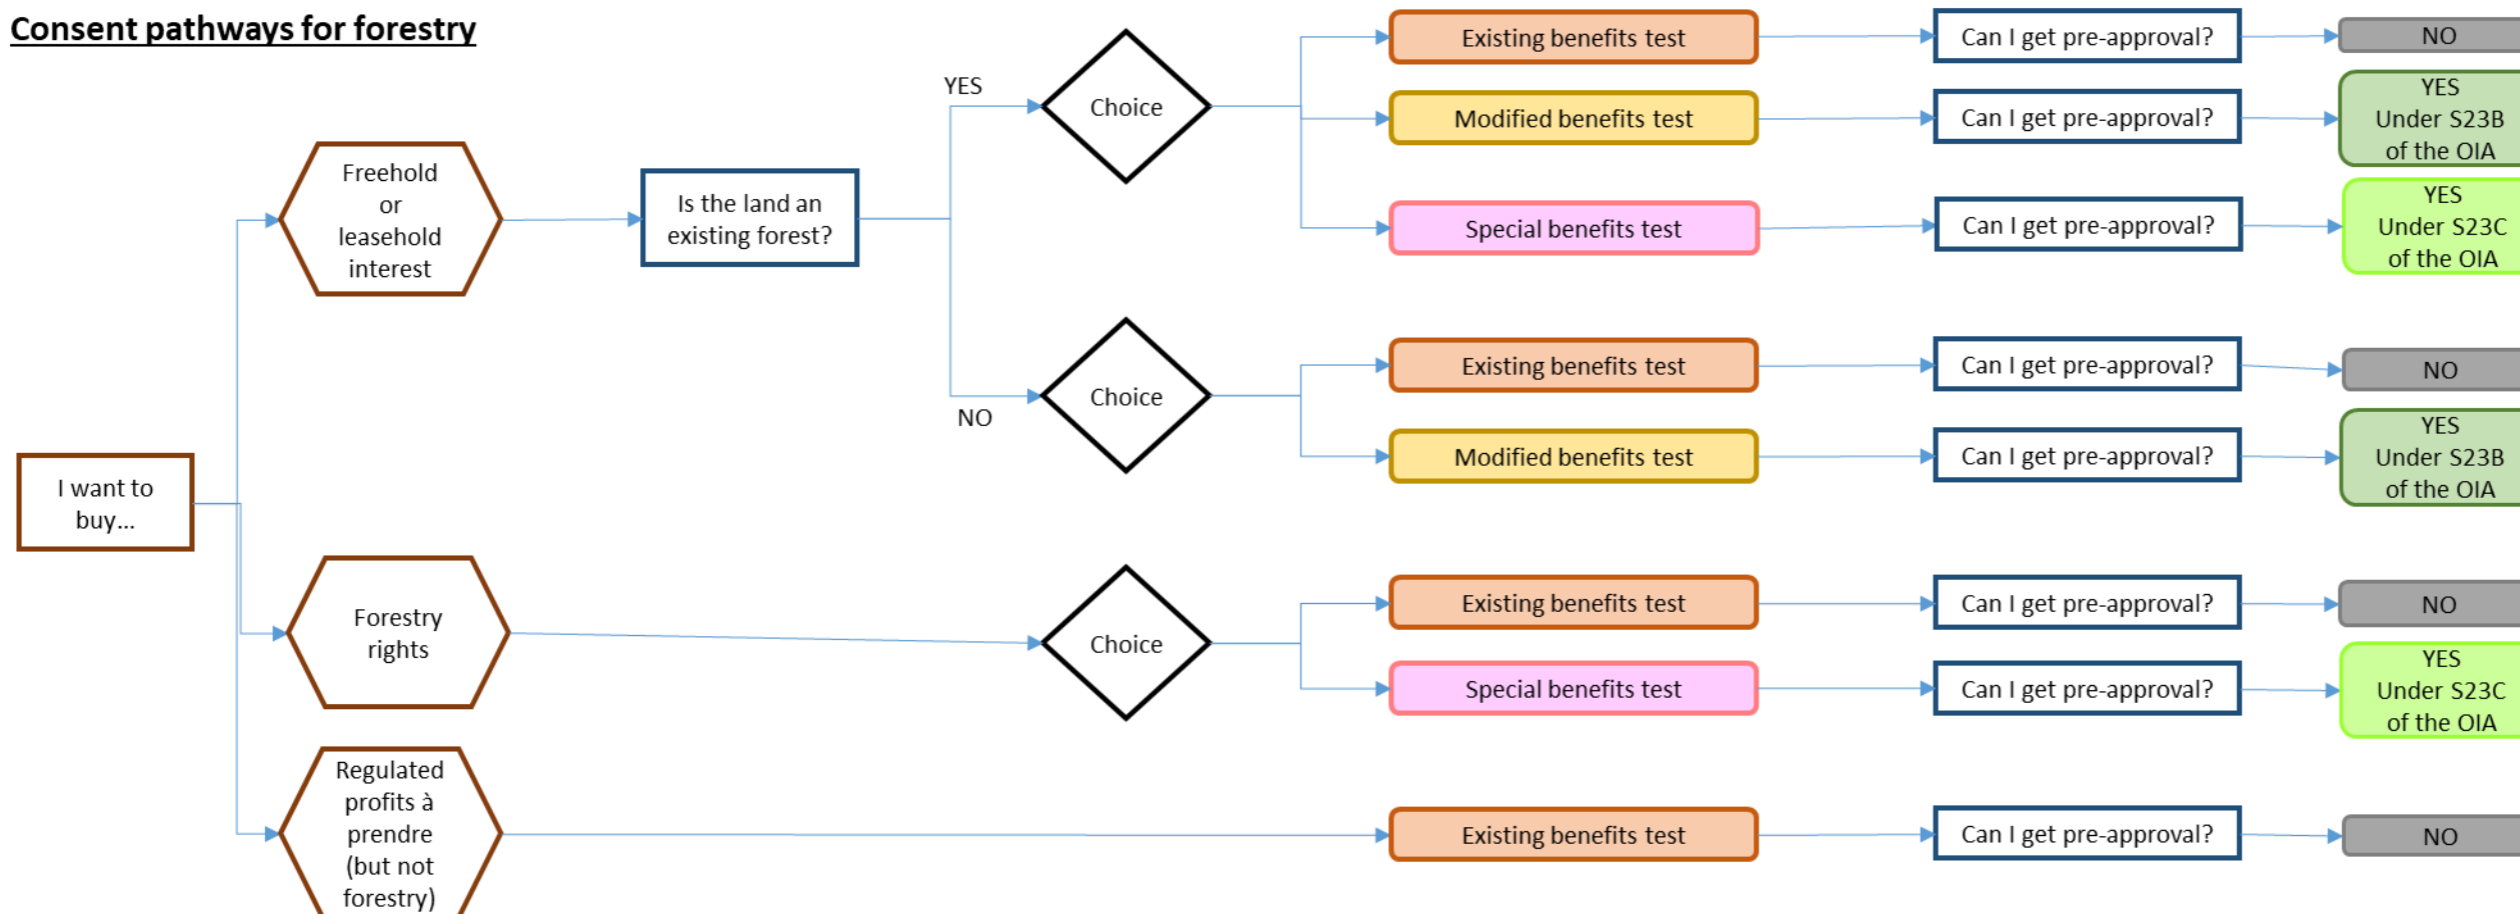 Consent pathways for forestry
I want to
buy...
Freehold
or
leasehold
interest
Is the land an
existing forest?
YES
Choice
Existing benefits test
Can I get pre-approval?
NO
Modified benefits test
Can I get pre-approval?
YES
Under S23B
of the OIA
Special benefits test
Can I get pre-approval?
YES
Under S23C
of the OIA
NO
Choice
Existing benefits test
Can I get pre-approval?
NO
Modified benefits test
Can I get pre-approval?
YES
Under S23B
of the OIA
Forestry
rights
Choice
Existing benefits test
Can I get pre-approval?
NO
Special benefits test
Can I get pre-approval?
YES
Under S23C
of the OIA
Regulated
profits à
prendre
(but not
forestry)
Existing benefits test
Can I get pre-approval?
NO